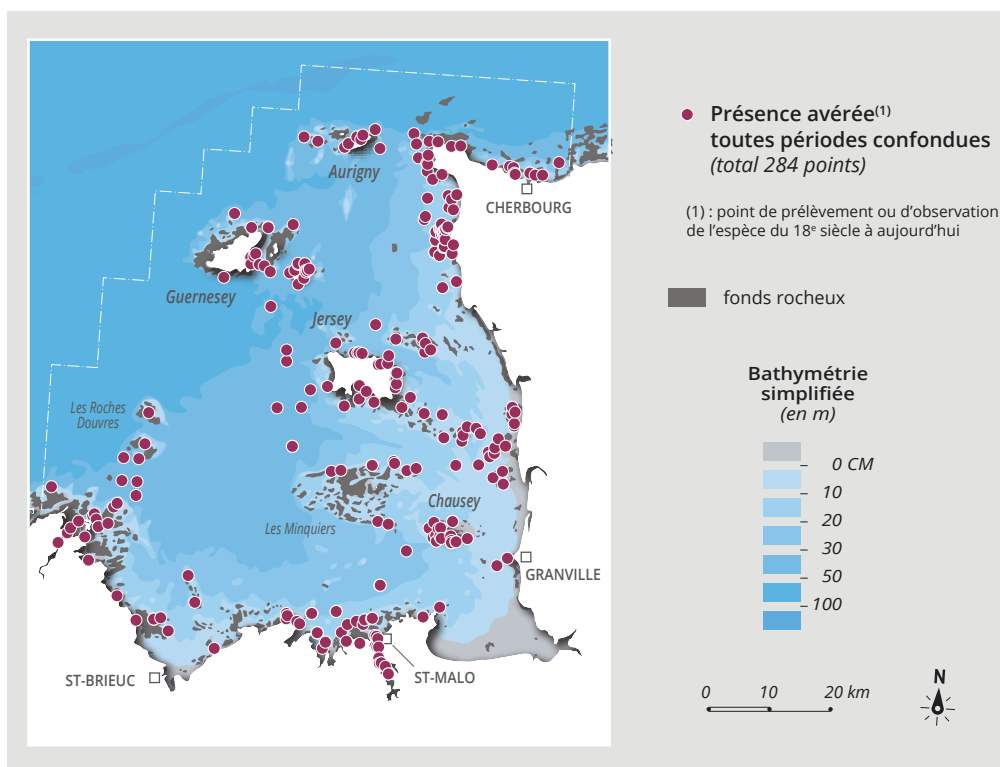 Aurigny
CHERBOURG
Guernesey
Jersey
Les Roches
Douvres
Les Minquiers
Chausey
GRANVILLE
ST-BRIEUC
ST-MALO
Présence avérée(1)
toutes périodes confondues
(total 284 points)
(1) : point de prélèvement ou d'observation
de l'espèce du 18e siècle à aujourd'hui
fonds rocheux
Bathymétrie
simplifiée
(en m)
0 CM
10
20
30
50
100
0 10 20 km
N